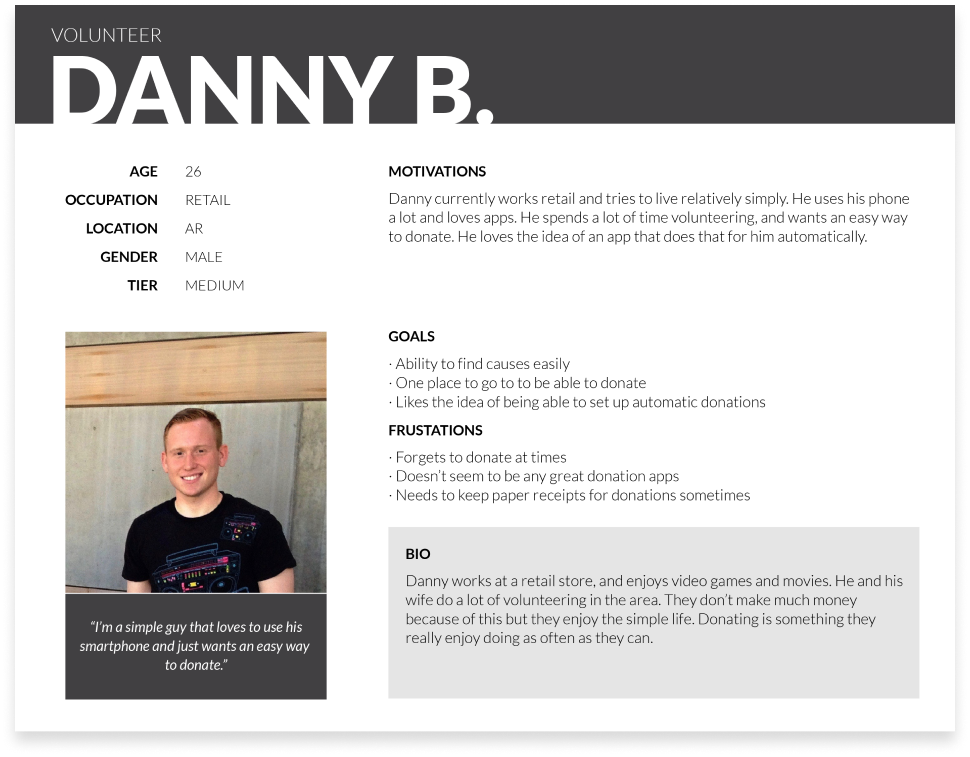 VOLUNTEER
DANNY B.
AGE 26
OCCUPATION RETAIL
LOCATION AR
GENDER MALE
TIER MEDIUM
MOTIVATIONS
Danny currently works retail and tries to live relatively simply. He uses his phone
a lot and loves apps. He spends a lot of time volunteering, and wants an easy way
to donate. He loves the idea of an app that does that for him automatically.
GOALS
· Ability to find causes easily
· One place to go to to be able to donate
· Likes the idea of being able to set up automatic donations
FRUSTATIONS
· Forgets to donate at times
· Doesn’t seem to be any great donation apps
· Needs to keep paper receipts for donations sometimes
“I’m a simple guy that loves to use his
smartphone and just wants an easy way
to donate.”
BIO
Danny works at a retail store, and enjoys video games and movies. He and his
wife do a lot of volunteering in the area. They don’t make much money
because of this but they enjoy the simple life. Donating is something they
really enjoy doing as often as they can.